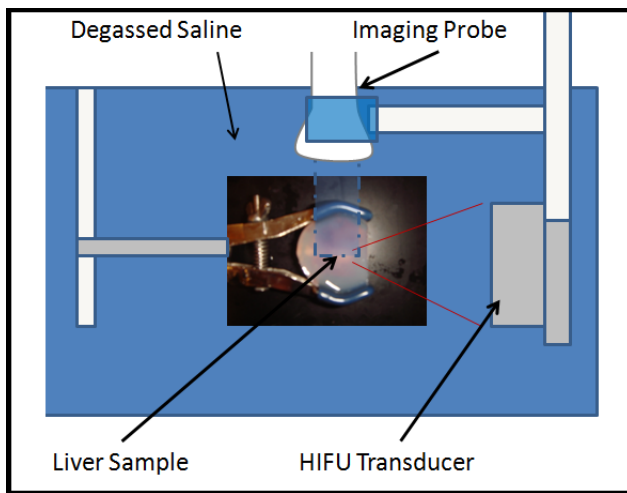 Degassed Saline
Imaging Probe
Liver Sample
HIFU Transducer